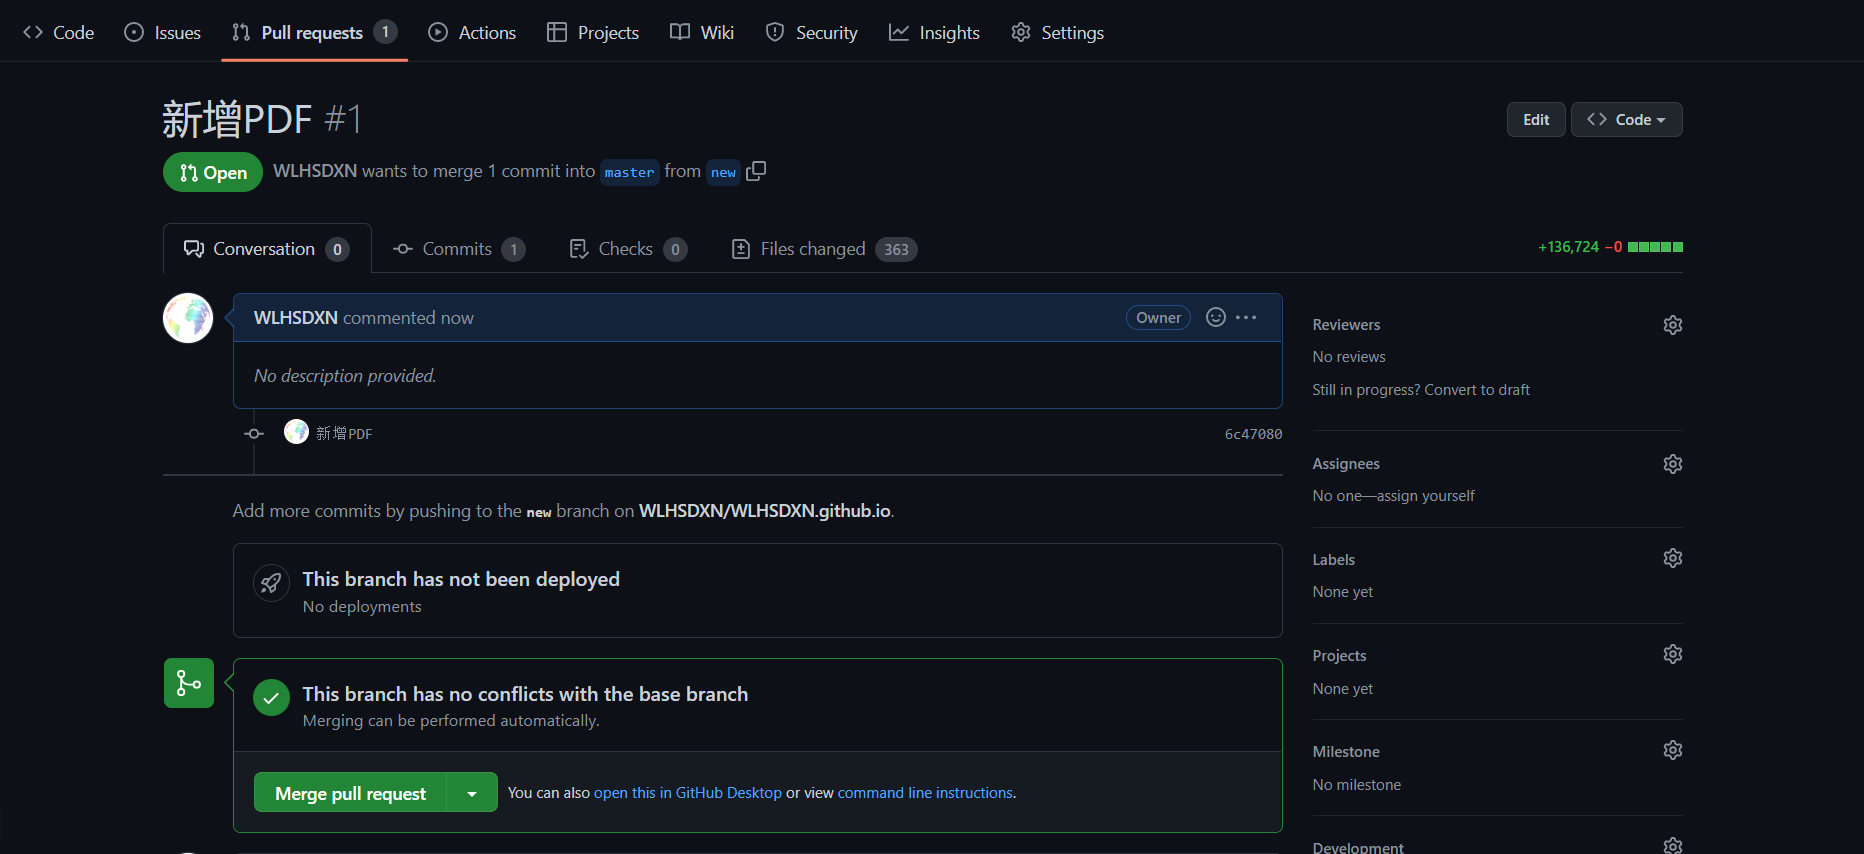 Code Issues Pull requests 1 Actions Projects Wiki Security Insights Settings
新增PDF #1
Edit Code
Open WLHSDXN wants to merge 1 commit into master from new
Conversation 0 Commits 1 Checks 0 Files changed 363
+136,724 −0
WLHSDXN commented now
Owner
No description provided.
新增PDF
6c47080
Add more commits by pushing to the new branch on WLHSDXN/WLHSDXN.github.io.
This branch has not been deployed
No deployments
This branch has no conflicts with the base branch
Merging can be performed automatically.
Merge pull request You can also open this in GitHub Desktop or view command line instructions.
Reviewers
No reviews
Still in progress? Convert to draft
Assignees
No one—assign yourself
Labels
None yet
Projects
None yet
Milestone
No milestone
Development